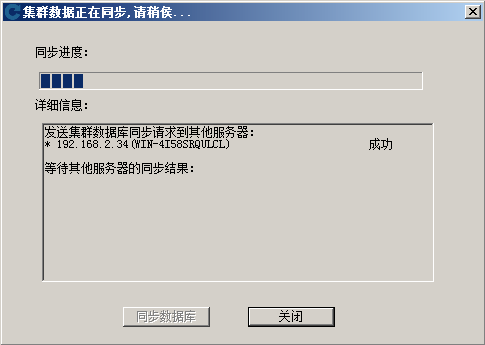 集群数据正在同步,请稍侯...
同步进度:
详细信息:
发送集群数据库同步请求到其他服务器:
* 192.168.2.34(WIN-4I58SRQULCL) 成功
等待其他服务器的同步结果:
同步数据库 关闭